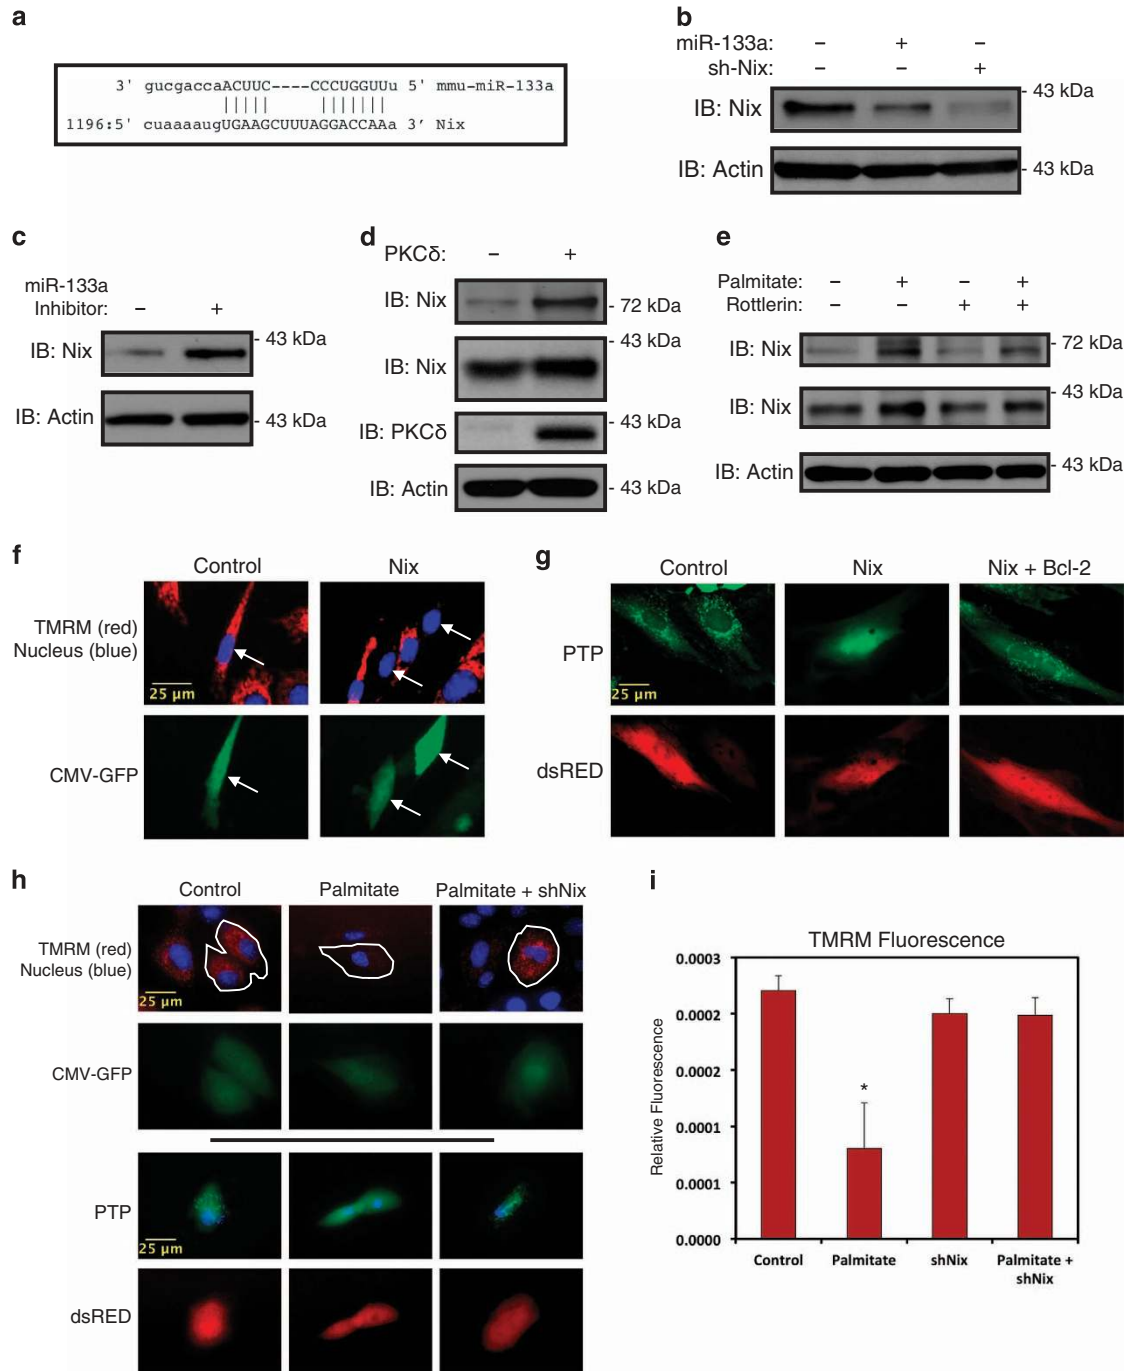 a
3' gucgaccaACUUC----CCCUGGUUu 5' mmu-miR-133a
1196:5' cuaaaaugUGAAGCUUUAGGACCAAa 3' Nix
b
miR-133a: – + –
sh-Nix: – – +
IB: Nix
- 43 kDa
IB: Actin
- 43 kDa
c
miR-133a
Inhibitor: – +
IB: Nix
- 43 kDa
IB: Actin
- 43 kDa
d
PKCδ: – +
IB: Nix
- 72 kDa
IB: Nix
- 43 kDa
IB: PKCδ
- 43 kDa
IB: Actin
- 43 kDa
e
Palmitate: – + – +
Rottlerin: – – + +
IB: Nix
- 72 kDa
IB: Nix
- 43 kDa
IB: Actin
- 43 kDa
f
Control Nix
TMRM (red)
Nucleus (blue)
25 µm
CMV-GFP
g
Control Nix Nix + Bcl-2
PTP
25 µm
dsRED
h
Control Palmitate Palmitate + shNix
TMRM (red)
Nucleus (blue)
25 µm
CMV-GFP
PTP
25 µm
dsRED
i
TMRM Fluorescence
Relative Fluorescence
0.0003
0.0002
0.0002
0.0001
0.0001
0.0000
*
Control Palmitate shNix Palmitate +
shNix